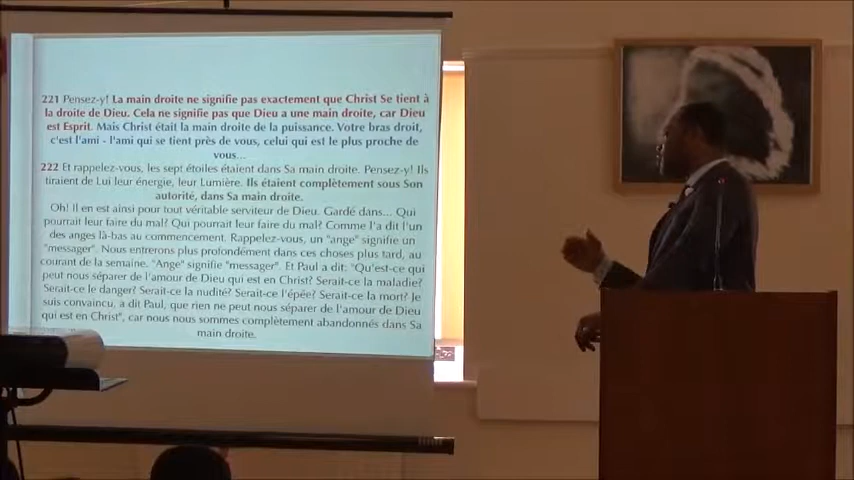 221 Pensez-y! La main droite ne signifie pas exactement que Christ Se tient à
la droite de Dieu. Cela ne signifie pas que Dieu a une main droite, car Dieu
est Esprit. Mais Christ était la main droite de la puissance. Votre bras droit,
c'est l'ami - l'ami qui se tient près de vous, celui qui est le plus proche de
vous...
222 Et rappelez-vous, les sept étoiles étaient dans Sa main droite. Pensez-y! Ils
tiraient de Lui leur énergie, leur Lumière. Ils étaient complètement sous Son
autorité, dans Sa main droite.
Oh! Il en est ainsi pour tout véritable serviteur de Dieu. Gardé dans... Qui
pourrait leur faire du mal? Qui pourrait leur faire du mal? Comme l'a dit l'un
des anges là-bas au commencement. Rappelez-vous, un "ange" signifie un
"messager". Nous entrerons plus profondément dans ces choses plus tard, au
courant de la semaine. "Ange" signifie "messager". Et Paul a dit: "Qu'est-ce qui
peut nous séparer de l'amour de Dieu qui est en Christ? Serait-ce la maladie?
Serait-ce le danger? Serait-ce la nudité? Serait-ce l'épée? Serait-ce la mort? Je
suis convaincu, a dit Paul, que rien ne peut nous séparer de l'amour de Dieu
qui est en Christ", car nous nous sommes complètement abandonnés dans Sa
main droite.